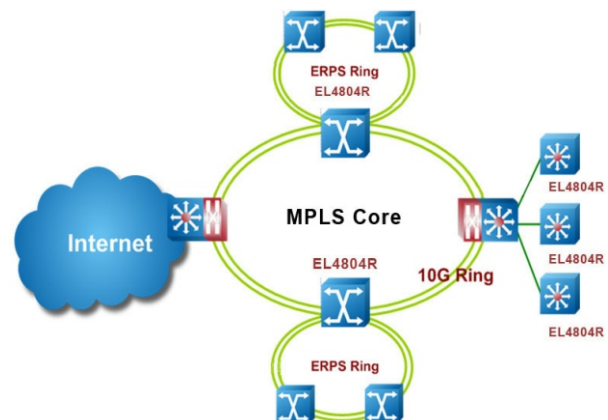 ERPS Ring
EL4804R
EL4804R
MPLS Core
Internet
EL4804R
EL4804R
10G Ring
EL4804R
ERPS Ring